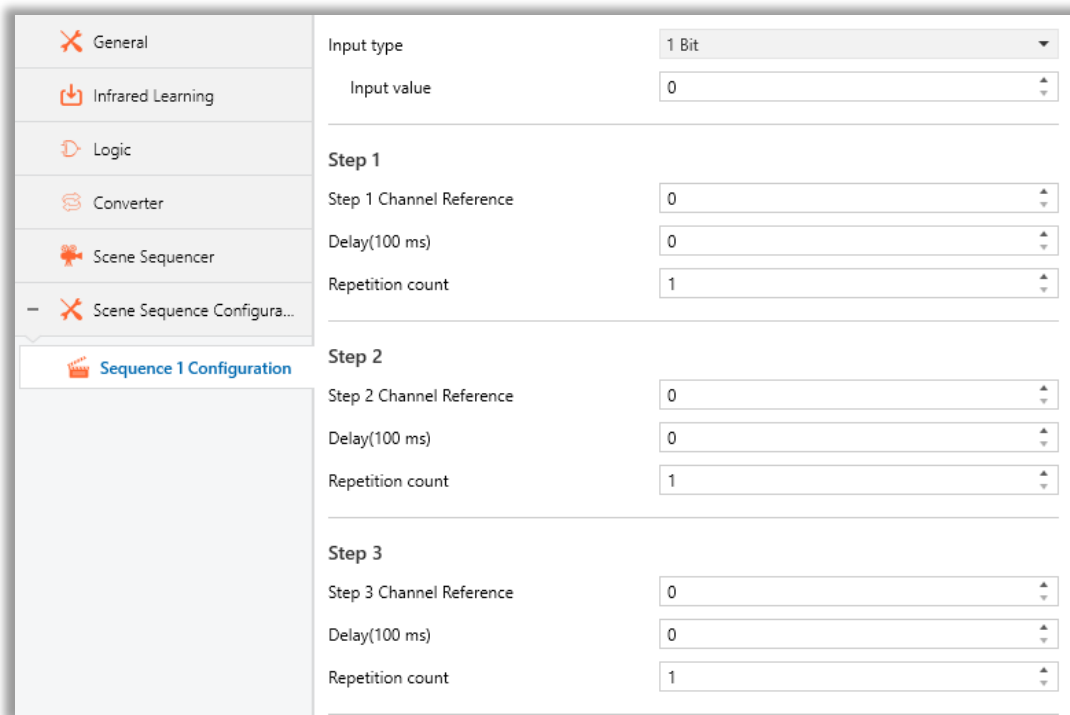 General
Infrared Learning
Logic
Converter
Scene Sequencer
Scene Sequence Configura...
Sequence 1 Configuration
Input type 1 Bit
Input value 0
Step 1
Step 1 Channel Reference 0
Delay(100 ms) 0
Repetition count 1
Step 2
Step 2 Channel Reference 0
Delay(100 ms) 0
Repetition count 1
Step 3
Step 3 Channel Reference 0
Delay(100 ms) 0
Repetition count 1